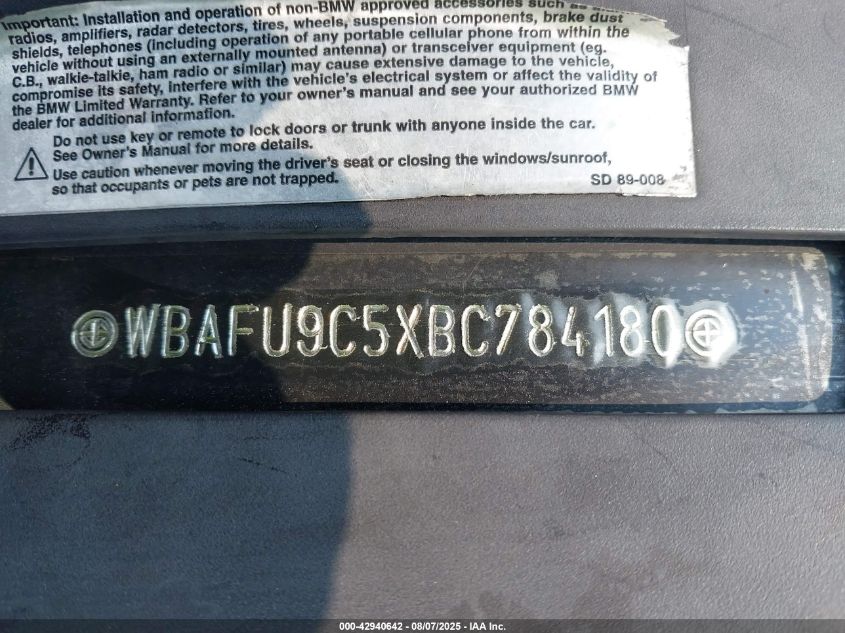 Important: Installation and operation of non-BMW approved accessories such as
radios, amplifiers, radar detectors, tires, wheels, suspension components, brake dust
shields, telephones (including operation of any portable cellular phone from within the
vehicle without using an externally mounted antenna) or transceiver equipment (eg.
C.B., walkie-talkie, ham radio or similar) may cause extensive damage to the vehicle,
compromise its safety, interfere with the vehicle's electrical system or affect the validity of
the BMW Limited Warranty. Refer to your owner's manual and see your authorized BMW
dealer for additional information.
Do not use key or remote to lock doors or trunk with anyone inside the car.
See Owner's Manual for more details.
Use caution whenever moving the driver's seat or closing the windows/sunroof,
so that occupants or pets are not trapped.
SD 89-008
WBAFU9C5XBC784180
000-42940642 - 08/07/2025 - IAA Inc.